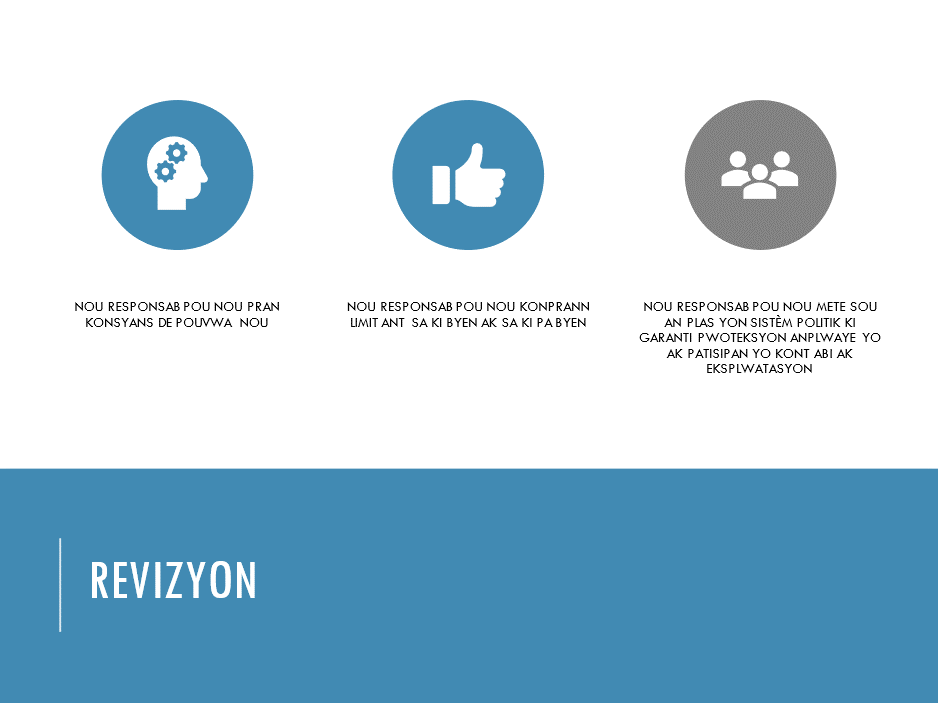 NOU RESPONSAB POU NOU PRAN
KONSYANS DE POUVWA NOU
NOU RESPONSAB POU NOU KONPRANN
LIMIT ANT SA KI BYEN AK SA KI PA BYEN
NOU RESPONSAB POU NOU METE SOU
AN PLAS YON SISTÈM POLITIK KI
GARANTI PWOTEKSYON ANPLWAYE YO
AK PATISIPAN YO KONT ABI AK
EKSPLWATASYON
REVIZYON